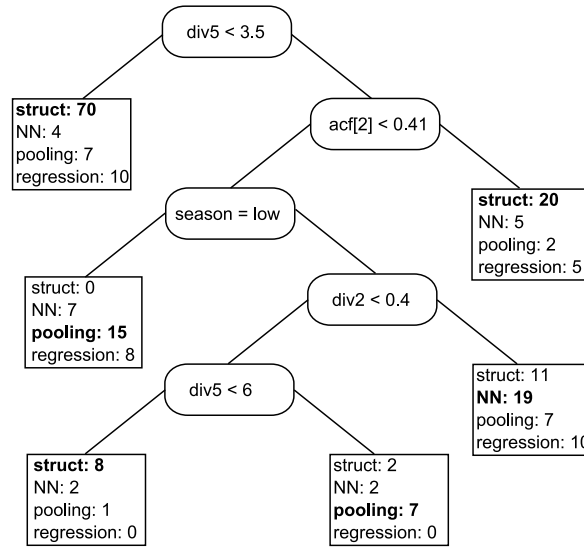 div5 < 3.5
struct: 70
NN: 4
pooling: 7
regression: 10
acf[2] < 0.41
struct: 20
NN: 5
pooling: 2
regression: 5
season = low
struct: 0
NN: 7
pooling: 15
regression: 8
div2 < 0.4
struct: 11
NN: 19
pooling: 7
regression: 10
div5 < 6
struct: 8
NN: 2
pooling: 1
regression: 0
struct: 2
NN: 2
pooling: 7
regression: 0